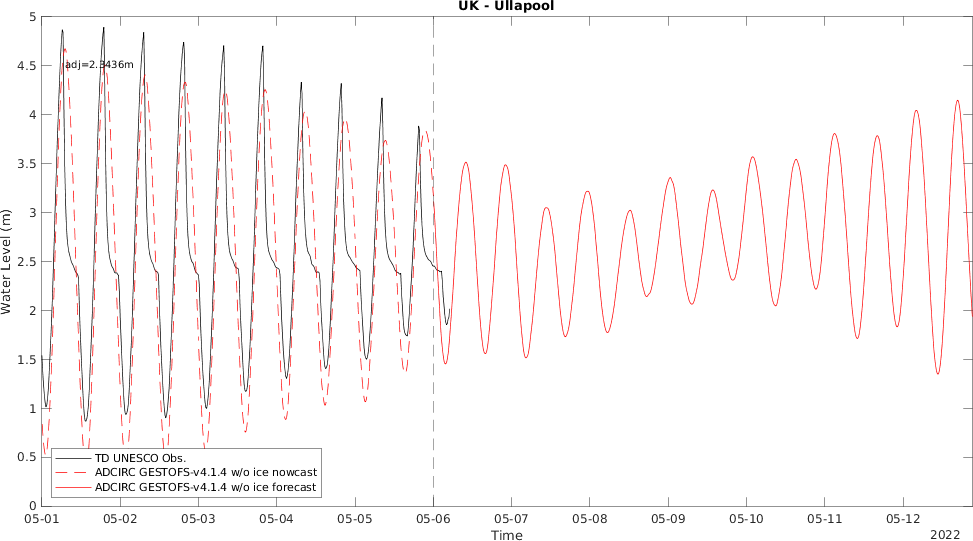 UK - Ullapool
5
4.5
4
3.5
3
2.5
2
1.5
1
0.5
0
Water Level (m)
adj=2.3436m
TD UNESCO Obs.
ADCIRC GESTOFS-v4.1.4 w/o ice nowcast
ADCIRC GESTOFS-v4.1.4 w/o ice forecast
05-01 05-02 05-03 05-04 05-05 05-06 05-07 05-08 05-09 05-10 05-11 05-12
Time
2022